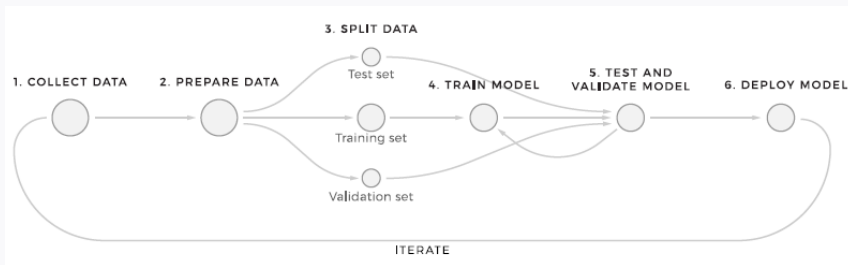 3. SPLIT DATA
Test set
1. COLLECT DATA
2. PREPARE DATA
4. TRAIN MODEL
5. TEST AND
VALIDATE MODEL
6. DEPLOY MODEL
Training set
Validation set
ITERATE